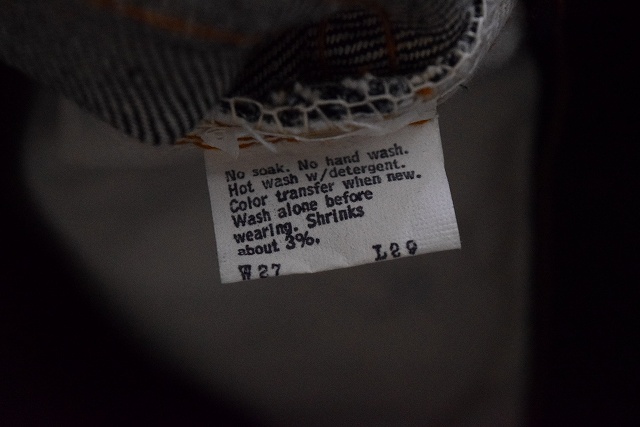 No soak. No hand wash.
Hot wash w/detergent.
Color transfer when new.
Wash alone before
wearing. Shrinks
about 3%.
W27 L29